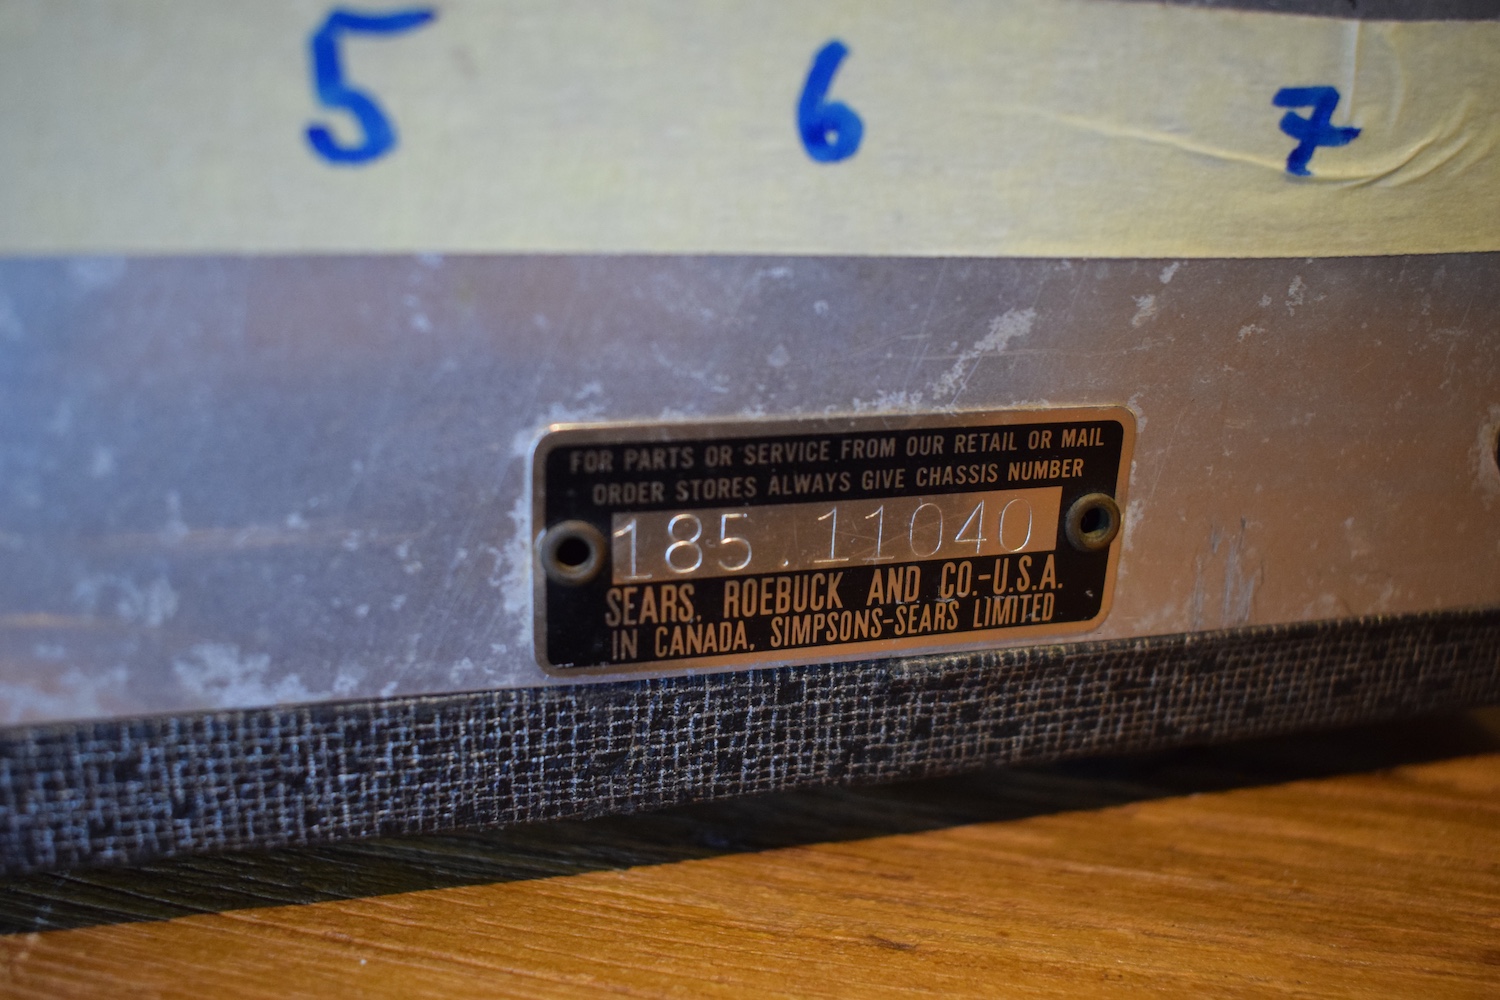 5 6 7
FOR PARTS OR SERVICE FROM OUR RETAIL OR MAIL
ORDER STORES ALWAYS GIVE CHASSIS NUMBER
185.11040
SEARS, ROEBUCK AND CO.-U.S.A.
IN CANADA, SIMPSONS-SEARS LIMITED